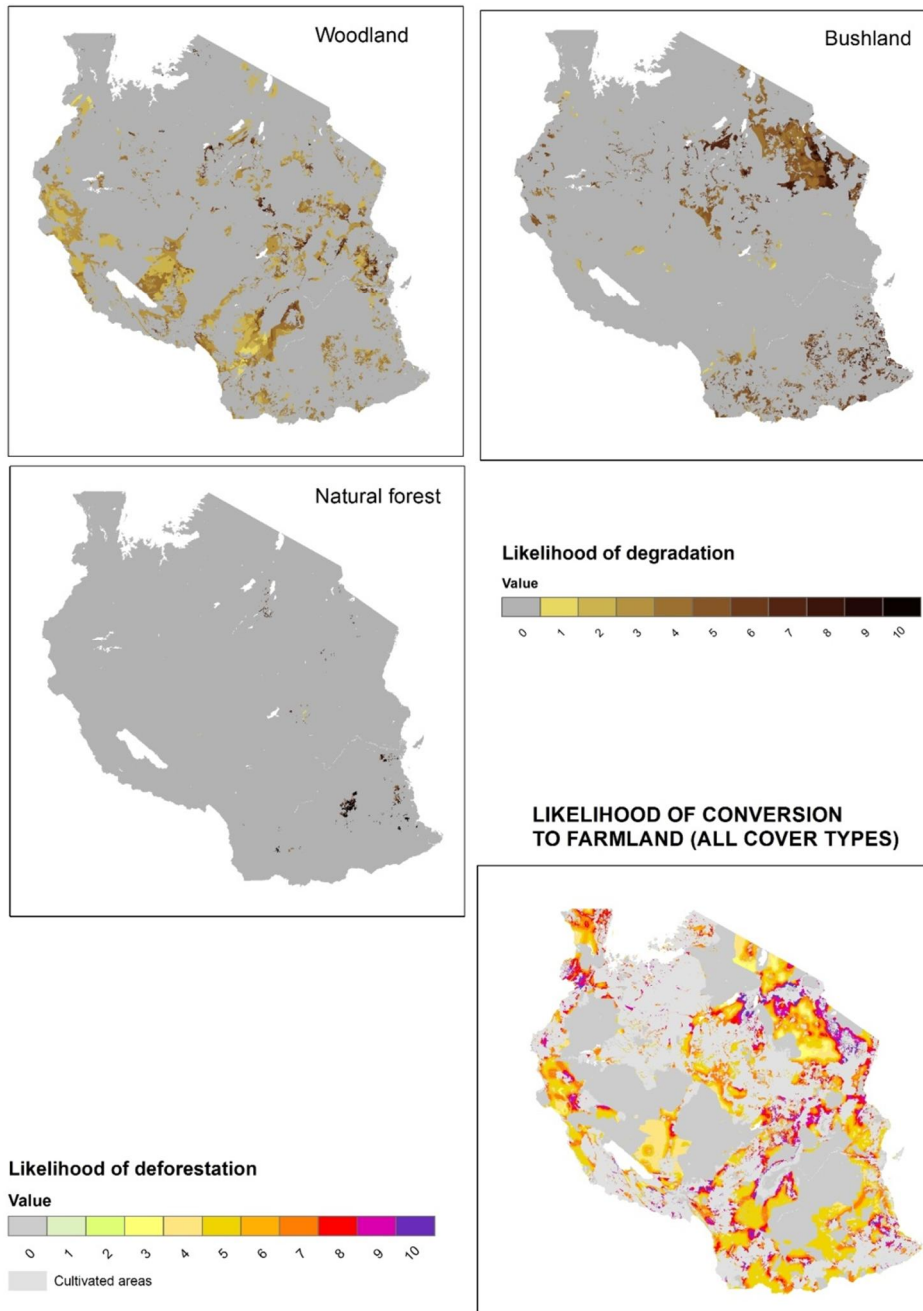 Woodland
Bushland
Natural forest
Likelihood of degradation
Value
0 1 2 3 4 5 6 7 8 9 10
LIKELIHOOD OF CONVERSION
TO FARMLAND (ALL COVER TYPES)
Likelihood of deforestation
Value
0 1 2 3 4 5 6 7 8 9 10
Cultivated areas